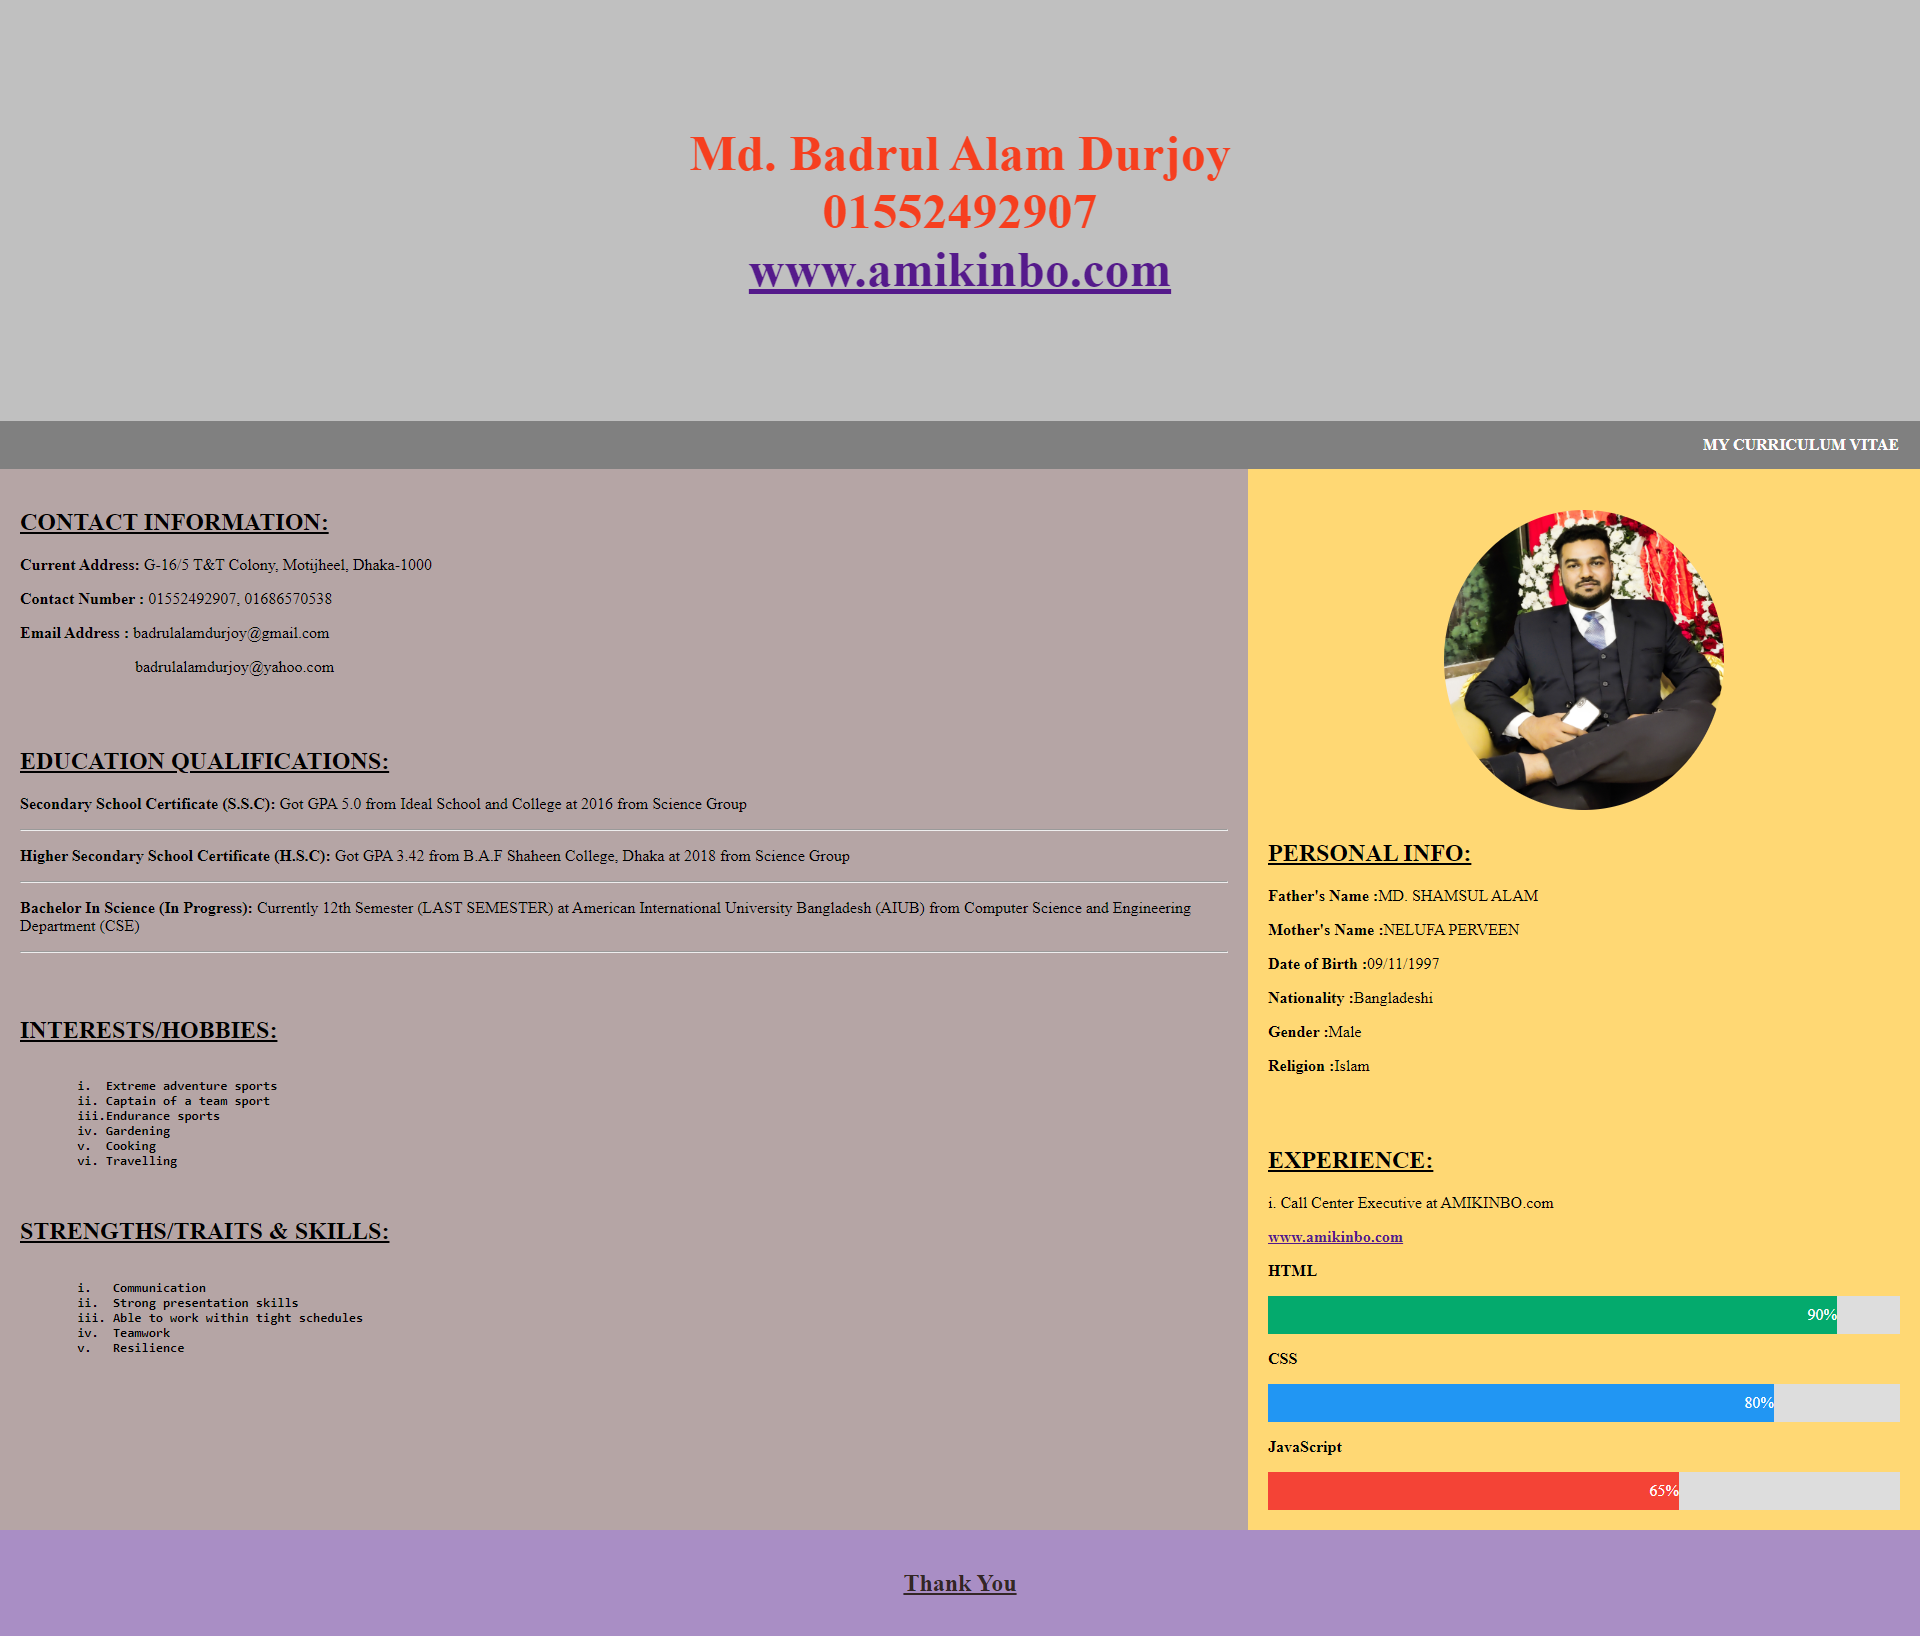 Md. Badrul Alam Durjoy
01552492907
www.amikinbo.com
MY CURRICULUM VITAE
CONTACT INFORMATION:
Current Address: G-16/5 T&T Colony, Motijheel, Dhaka-1000
Contact Number : 01552492907, 01686570538
Email Address : badrulalamdurjoy@gmail.com
badrulalamdurjoy@yahoo.com
EDUCATION QUALIFICATIONS:
Secondary School Certificate (S.S.C): Got GPA 5.0 from Ideal School and College at 2016 from Science Group
Higher Secondary School Certificate (H.S.C): Got GPA 3.42 from B.A.F Shaheen College, Dhaka at 2018 from Science Group
Bachelor In Science (In Progress): Currently 12th Semester (LAST SEMESTER) at American International University Bangladesh (AIUB) from Computer Science and Engineering
Department (CSE)
INTERESTS/HOBBIES:
i. Extreme adventure sports
ii. Captain of a team sport
iii.Endurance sports
iv. Gardening
v. Cooking
vi. Travelling
STRENGTHS/TRAITS & SKILLS:
i. Communication
ii. Strong presentation skills
iii. Able to work within tight schedules
iv. Teamwork
v. Resilience
PERSONAL INFO:
Father's Name :MD. SHAMSUL ALAM
Mother's Name :NELUFA PERVEEN
Date of Birth :09/11/1997
Nationality :Bangladeshi
Gender :Male
Religion :Islam
EXPERIENCE:
i. Call Center Executive at AMIKINBO.com
www.amikinbo.com
HTML
90%
CSS
80%
JavaScript
65%
Thank You